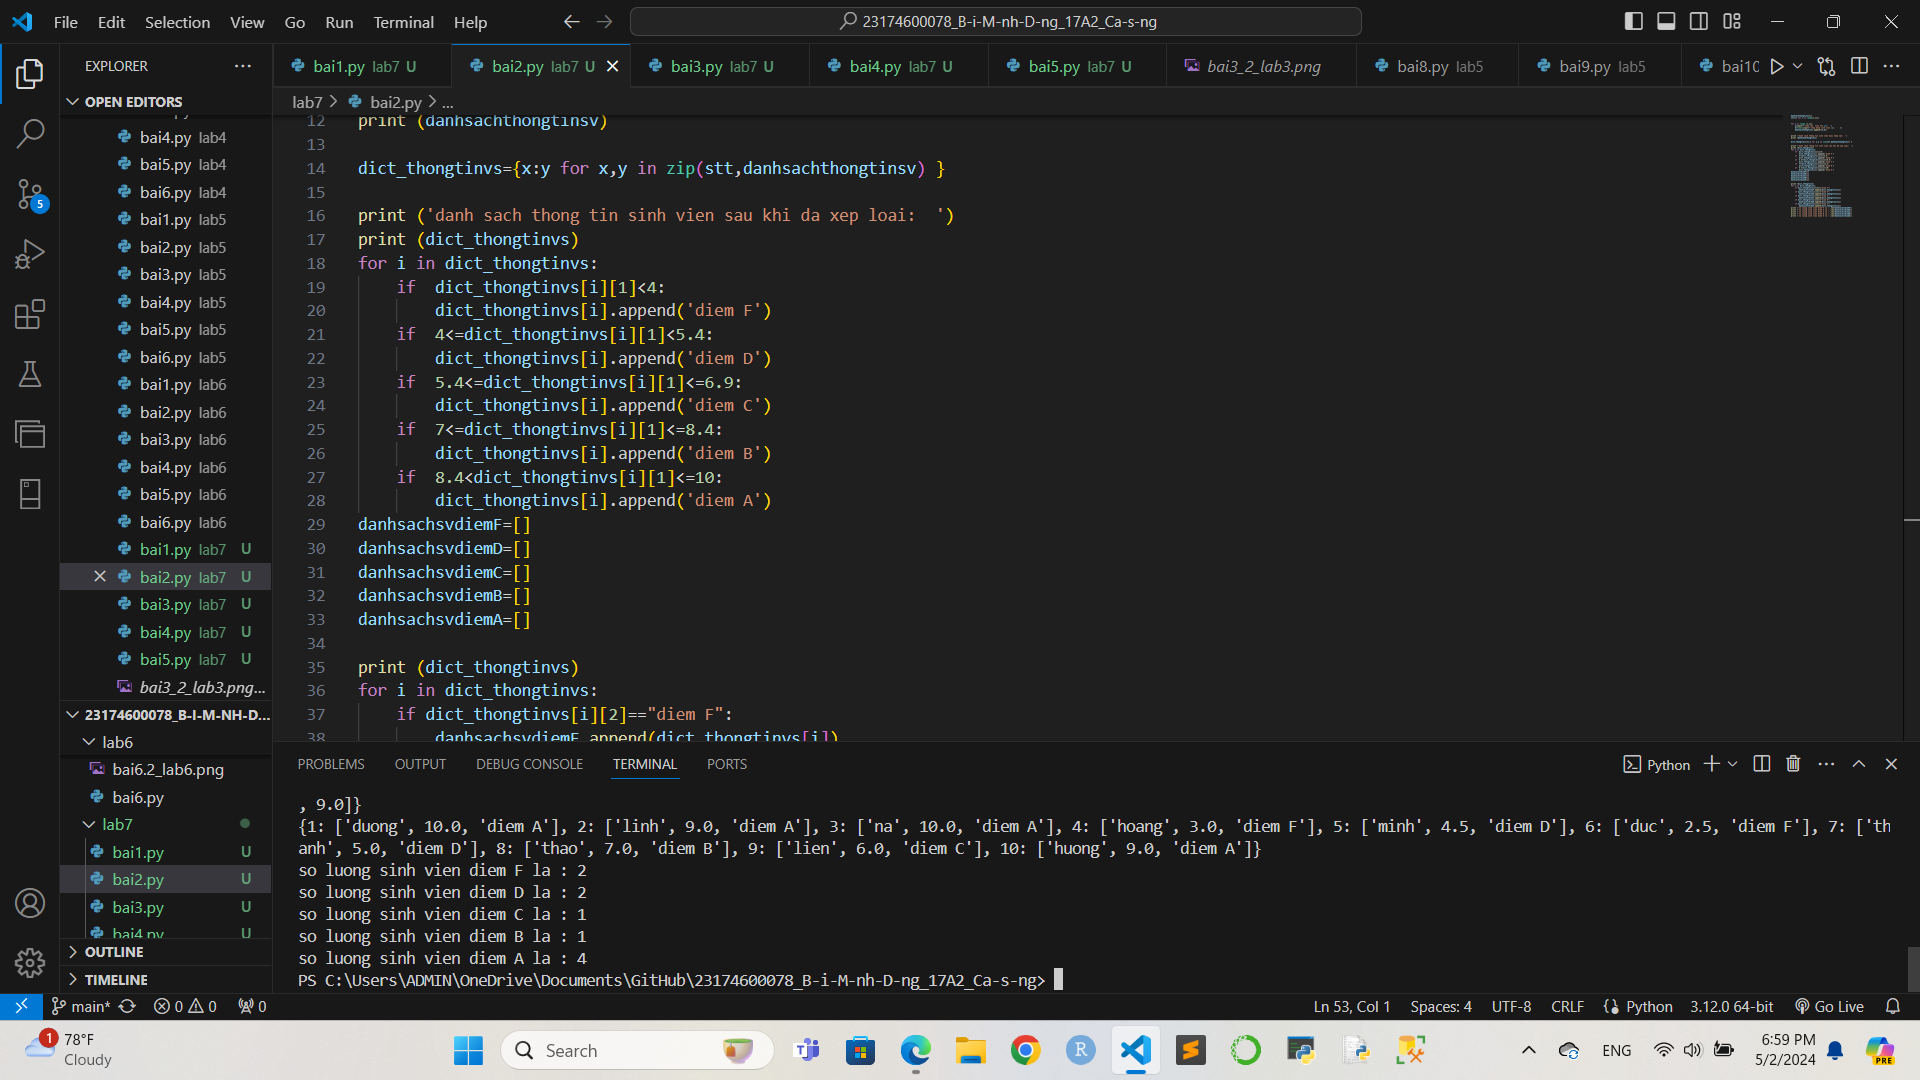 File Edit Selection View Go Run Terminal Help
23174600078_B-i-M-nh-D-ng_17A2_Ca-s-ng
EXPLORER
bai1.py lab7 U
bai2.py lab7 U
bai3.py lab7 U
bai4.py lab7 U
bai5.py lab7 U
bai3_2_lab3.png
bai8.py lab5
bai9.py lab5
bai10
OPEN EDITORS
lab7 > bai2.py > ...
bai4.py lab4
bai5.py lab4
bai6.py lab4
bai1.py lab5
bai2.py lab5
bai3.py lab5
bai4.py lab5
bai5.py lab5
bai6.py lab5
bai1.py lab6
bai2.py lab6
bai3.py lab6
bai4.py lab6
bai5.py lab6
bai6.py lab6
bai1.py lab7 U
bai2.py lab7 U
bai3.py lab7 U
bai4.py lab7 U
bai5.py lab7 U
bai3_2_lab3.png...
5
23174600078_B-I-M-NH-D...
lab6
bai6.2_lab6.png
bai6.py
lab7
bai1.py U
bai2.py U
bai3.py U
bai4.py U
OUTLINE
TIMELINE
12 print (danhsachthongtinsv)
13
14 dict_thongtinvs={x:y for x,y in zip(stt,danhsachthongtinsv) }
15
16 print ('danh sach thong tin sinh vien sau khi da xep loai:  ')
17 print (dict_thongtinvs)
18 for i in dict_thongtinvs:
19     if  dict_thongtinvs[i][1]<4:
20         dict_thongtinvs[i].append('diem F')
21     if  4<=dict_thongtinvs[i][1]<5.4:
22         dict_thongtinvs[i].append('diem D')
23     if  5.4<=dict_thongtinvs[i][1]<=6.9:
24         dict_thongtinvs[i].append('diem C')
25     if  7<=dict_thongtinvs[i][1]<=8.4:
26         dict_thongtinvs[i].append('diem B')
27     if  8.4<dict_thongtinvs[i][1]<=10:
28         dict_thongtinvs[i].append('diem A')
29 danhsachsvdiemF=[]
30 danhsachsvdiemD=[]
31 danhsachsvdiemC=[]
32 danhsachsvdiemB=[]
33 danhsachsvdiemA=[]
34
35 print (dict_thongtinvs)
36 for i in dict_thongtinvs:
37     if dict_thongtinvs[i][2]=="diem F":
38         danhsachsvdiemF.append(dict_thongtinvs[i])
PROBLEMS OUTPUT DEBUG CONSOLE TERMINAL PORTS
Python
, 9.0]}
{1: ['duong', 10.0, 'diem A'], 2: ['linh', 9.0, 'diem A'], 3: ['na', 10.0, 'diem A'], 4: ['hoang', 3.0, 'diem F'], 5: ['minh', 4.5, 'diem D'], 6: ['duc', 2.5, 'diem F'], 7: ['th
anh', 5.0, 'diem D'], 8: ['thao', 7.0, 'diem B'], 9: ['lien', 6.0, 'diem C'], 10: ['huong', 9.0, 'diem A']}
so luong sinh vien diem F la : 2
so luong sinh vien diem D la : 2
so luong sinh vien diem C la : 1
so luong sinh vien diem B la : 1
so luong sinh vien diem A la : 4
PS C:\Users\ADMIN\OneDrive\Documents\GitHub\23174600078_B-i-M-nh-D-ng_17A2_Ca-s-ng>
main* 0 0 0
Ln 53, Col 1 Spaces: 4 UTF-8 CRLF Python 3.12.0 64-bit Go Live
1 78°F
Cloudy
Search
R
ENG
6:59 PM
5/2/2024
PRE